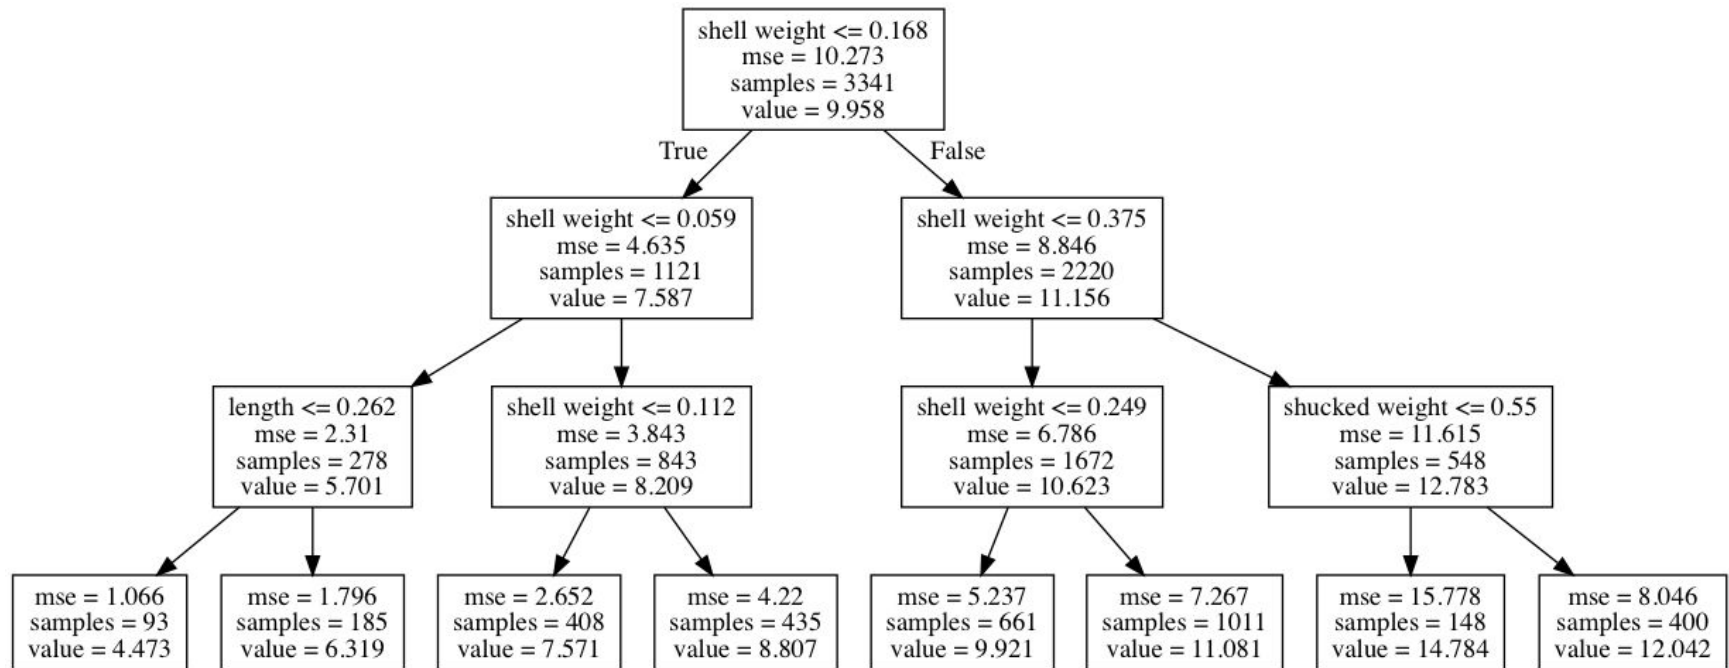 shell weight <= 0.168
mse = 10.273
samples = 3341
value = 9.958
True
False
shell weight <= 0.059
mse = 4.635
samples = 1121
value = 7.587
shell weight <= 0.375
mse = 8.846
samples = 2220
value = 11.156
length <= 0.262
mse = 2.31
samples = 278
value = 5.701
shell weight <= 0.112
mse = 3.843
samples = 843
value = 8.209
shell weight <= 0.249
mse = 6.786
samples = 1672
value = 10.623
shucked weight <= 0.55
mse = 11.615
samples = 548
value = 12.783
mse = 1.066
samples = 93
value = 4.473
mse = 1.796
samples = 185
value = 6.319
mse = 2.652
samples = 408
value = 7.571
mse = 4.22
samples = 435
value = 8.807
mse = 5.237
samples = 661
value = 9.921
mse = 7.267
samples = 1011
value = 11.081
mse = 15.778
samples = 148
value = 14.784
mse = 8.046
samples = 400
value = 12.042